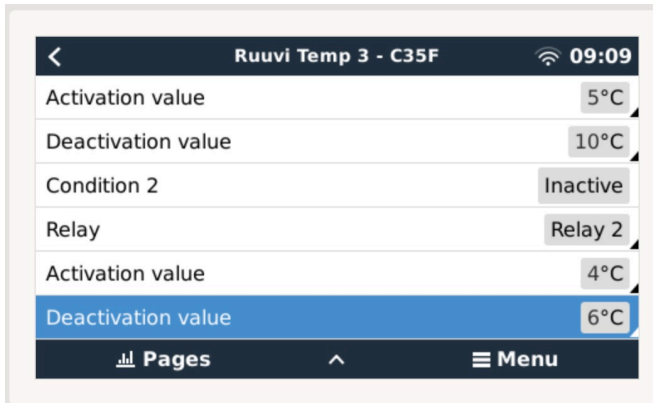 Ruuvi Temp 3 - C35F 09:09
Activation value 5°C
Deactivation value 10°C
Condition 2 Inactive
Relay Relay 2
Activation value 4°C
Deactivation value 6°C
Pages Menu